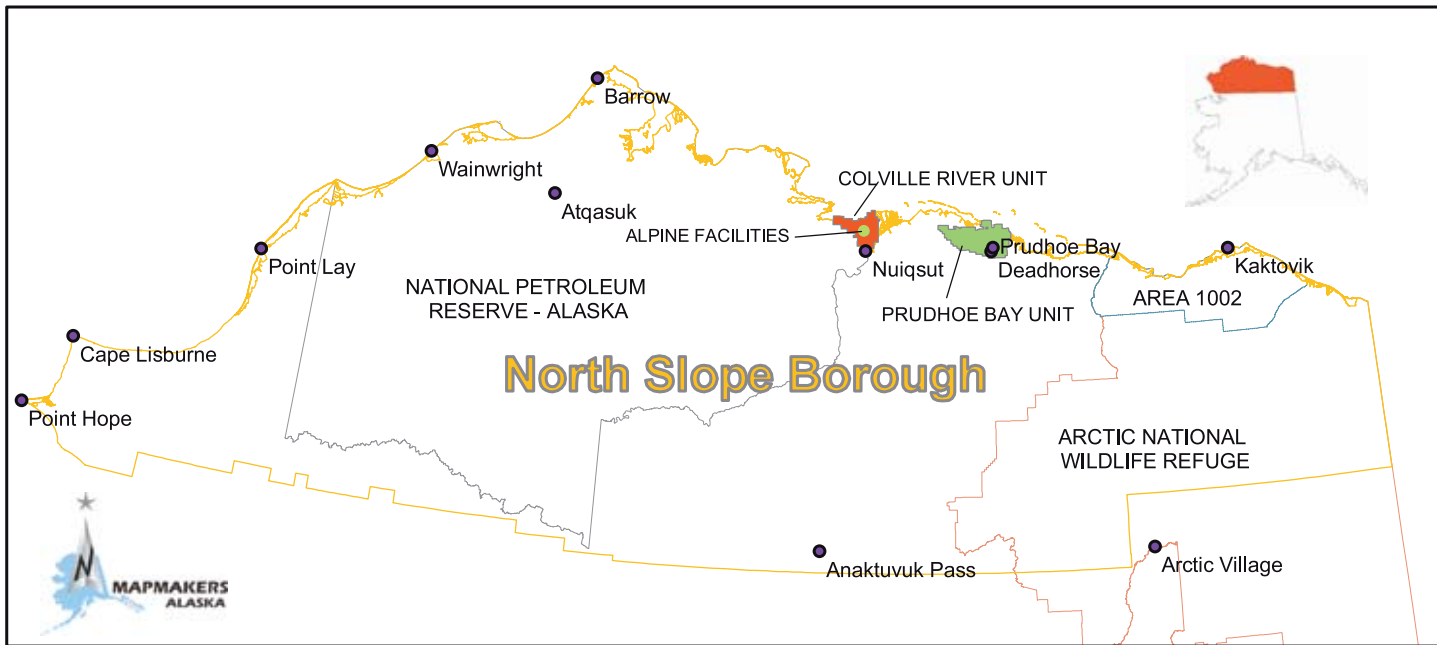 Barrow
Wainwright
COLVILLE RIVER UNIT
Atqasuk
ALPINE FACILITIES
Point Lay
Prudhoe Bay
Nuiqsut
Deadhorse
Kaktovik
NATIONAL PETROLEUM
RESERVE - ALASKA
AREA 1002
PRUDHOE BAY UNIT
Cape Lisburne
North Slope Borough
Point Hope
ARCTIC NATIONAL
WILDLIFE REFUGE
N
MAPMAKERS
ALASKA
Anaktuvuk Pass
Arctic Village